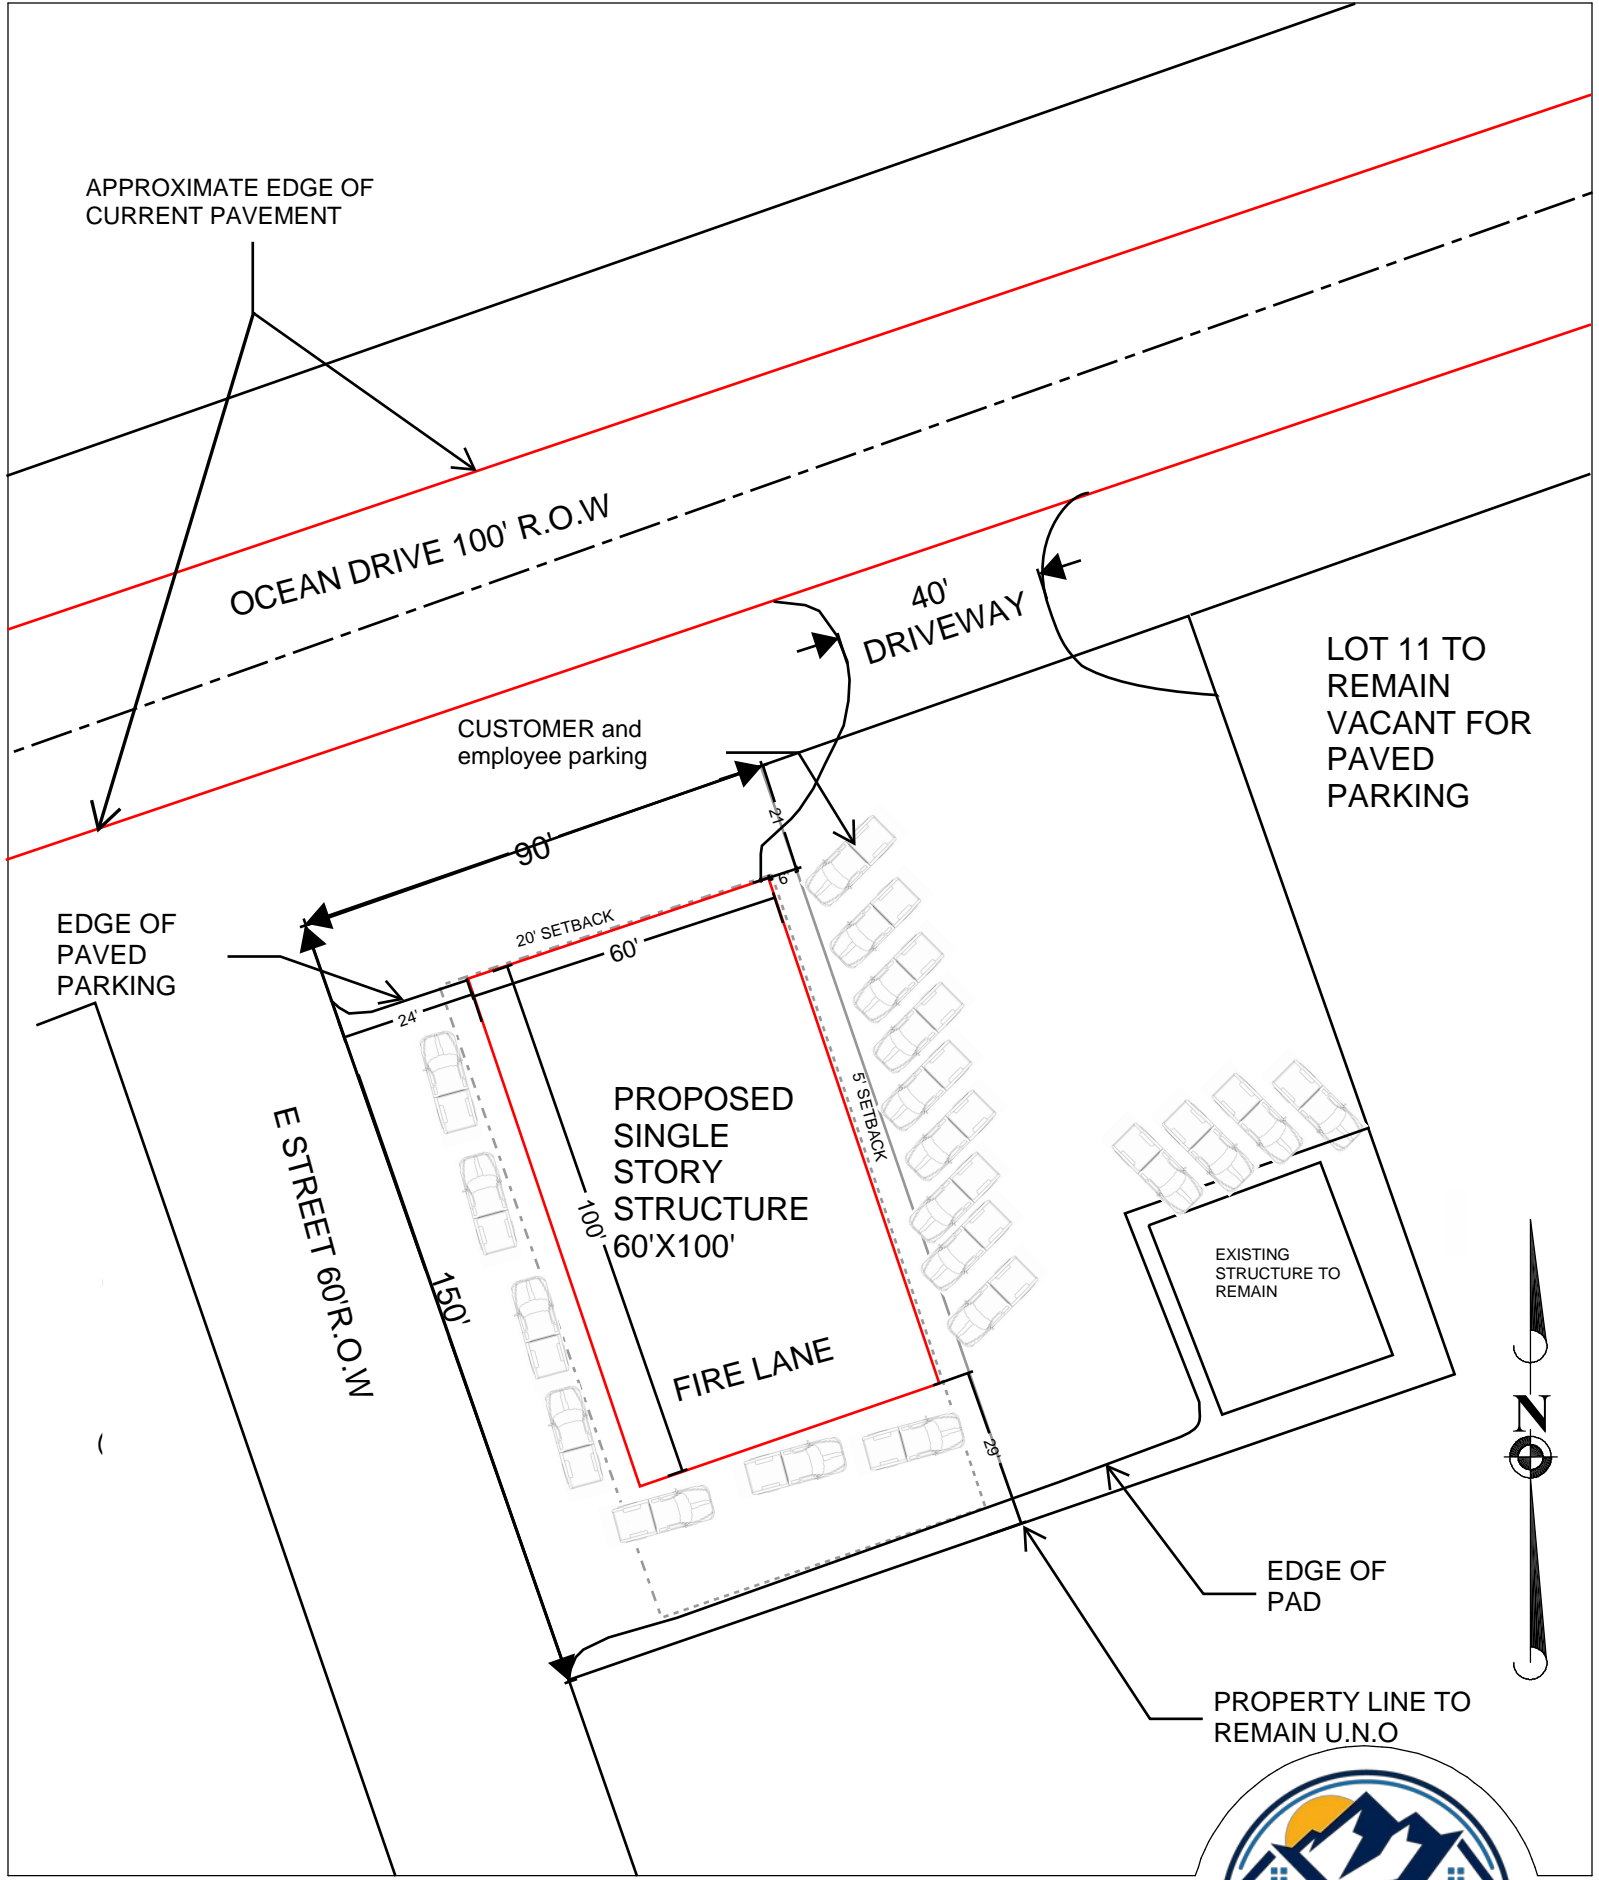 APPROXIMATE EDGE OF
CURRENT PAVEMENT
OCEAN DRIVE 100' R.O.W
40'
DRIVEWAY
LOT 11 TO
REMAIN
VACANT FOR
PAVED
PARKING
CUSTOMER and
employee parking
21'
90'
6'
EDGE OF
PAVED
PARKING
20' SETBACK
60'
24'
5' SETBACK
PROPOSED
SINGLE
STORY
STRUCTURE
60'X100'
100'
E STREET 60'R.O.W
150'
EXISTING
STRUCTURE TO
REMAIN
FIRE LANE
29'
N
EDGE OF
PAD
PROPERTY LINE TO
REMAIN U.N.O